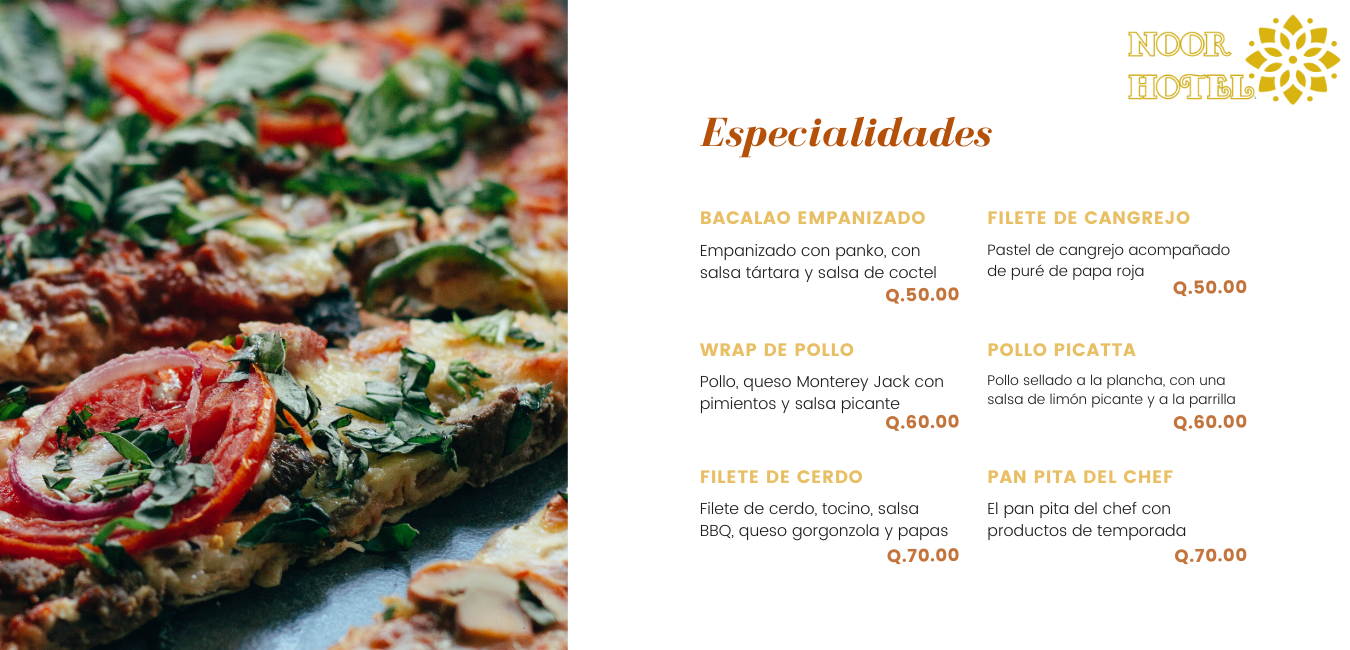 NOOR
HOTEL
Especialidades
BACALAO EMPANIZADO
Empanizado con panko, con
salsa tártara y salsa de coctel
Q.50.00
FILETE DE CANGREJO
Pastel de cangrejo acompañado
de puré de papa roja
Q.50.00
WRAP DE POLLO
Pollo, queso Monterey Jack con
pimientos y salsa picante
Q.60.00
POLLO PICATTA
Pollo sellado a la plancha, con una
salsa de limón picante y a la parrilla
Q.60.00
FILETE DE CERDO
Filete de cerdo, tocino, salsa
BBQ, queso gorgonzola y papas
Q.70.00
PAN PITA DEL CHEF
El pan pita del chef con
productos de temporada
Q.70.00